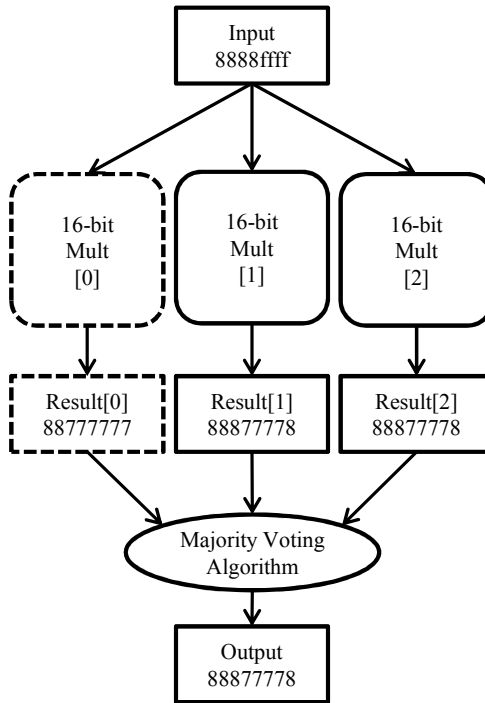 Input
8888ffff
16-bit
Mult
[0]
16-bit
Mult
[1]
16-bit
Mult
[2]
Result[0]
88777777
Result[1]
88877778
Result[2]
88877778
Majority Voting
Algorithm
Output
88877778